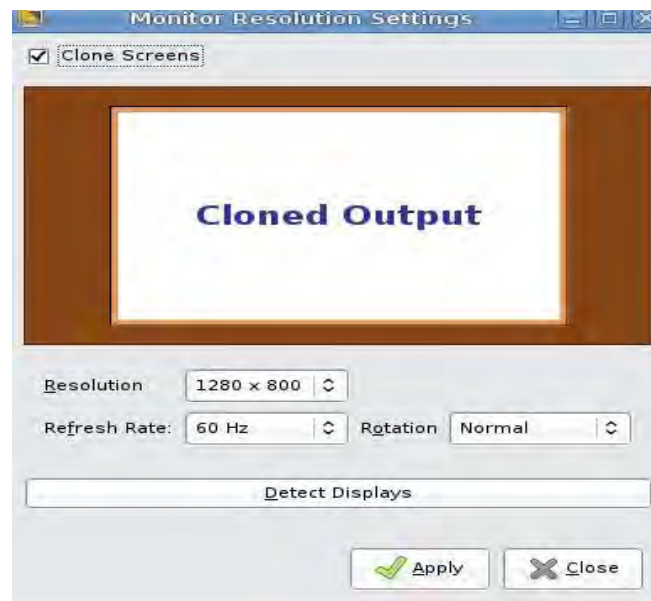 Monitor Resolution Settings
Clone Screens
Cloned Output
Resolution 1280 x 800
Refresh Rate: 60 Hz Rotation Normal
Detect Displays
Apply Close